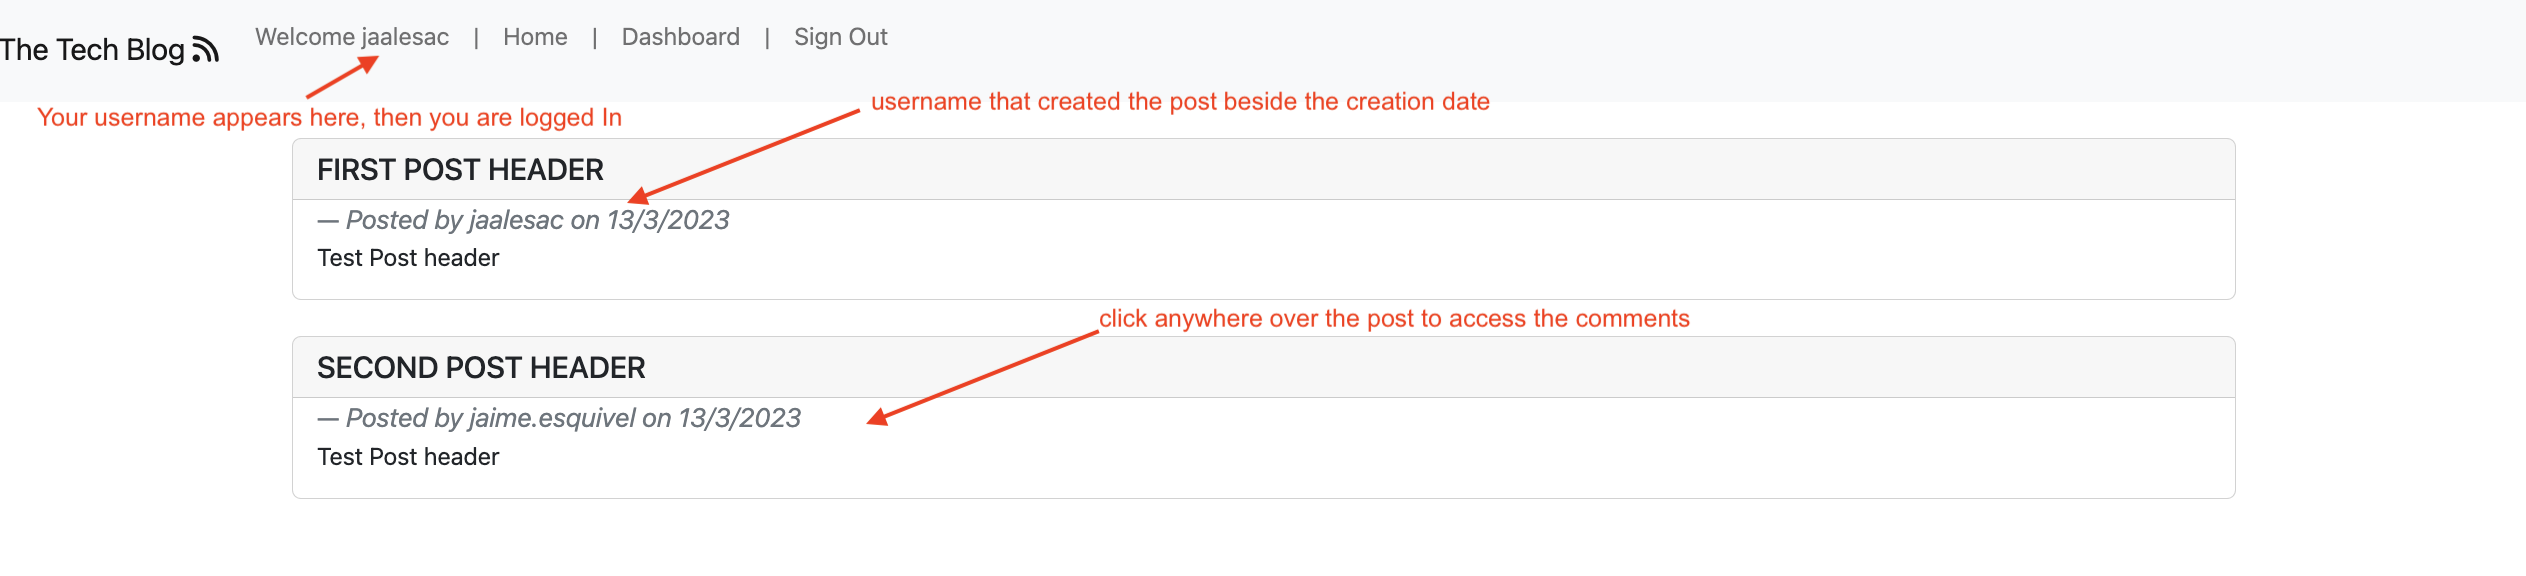 The Tech Blog
Welcome jaalesac | Home | Dashboard | Sign Out
Your username appears here, then you are logged In
username that created the post beside the creation date
FIRST POST HEADER
— Posted by jaalesac on 13/3/2023
Test Post header
click anywhere over the post to access the comments
SECOND POST HEADER
— Posted by jaime.esquivel on 13/3/2023
Test Post header